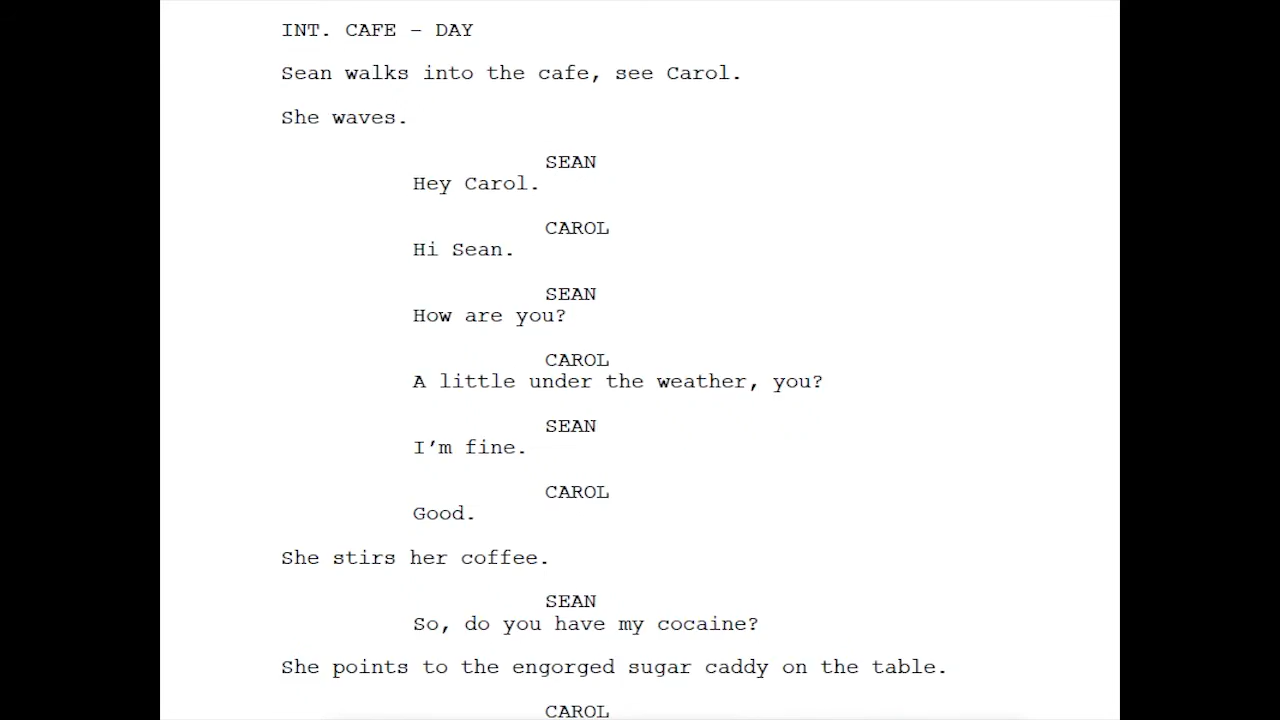 INT. CAFE – DAY
Sean walks into the cafe, see Carol.
She waves.
SEAN
Hey Carol.
CAROL
Hi Sean.
SEAN
How are you?
CAROL
A little under the weather, you?
SEAN
I’m fine.
CAROL
Good.
She stirs her coffee.
SEAN
So, do you have my cocaine?
She points to the engorged sugar caddy on the table.
CAROL